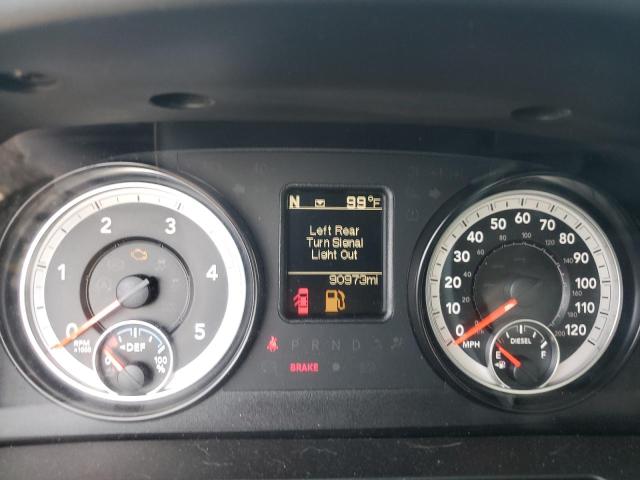 N 99°F
Left Rear
Turn Signal
Light Out
90973mi
0 1 2 3 4 5
RPM
x1000
DEF
0 100
%
P R N D
BRAKE
0 10 20 30 40 50 60 70 80 90 100 110 120
MPH
DIESEL
E F